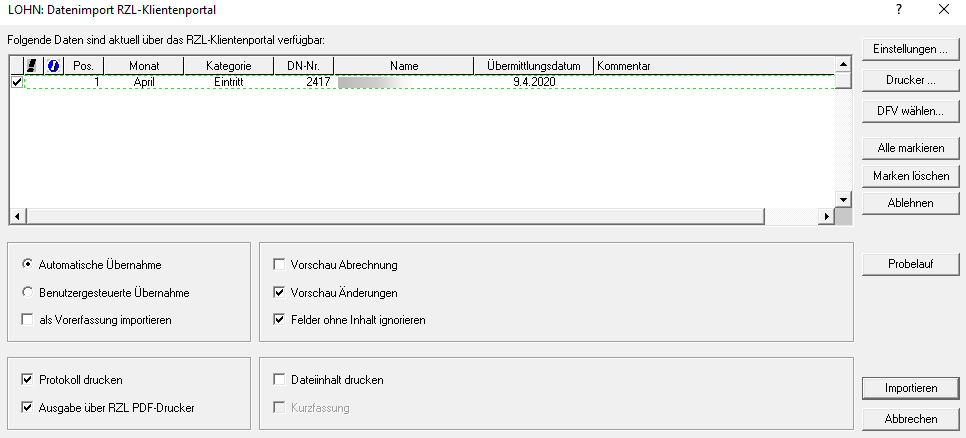 LOHN: Datenimport RZL-Klientenportal
Folgende Daten sind aktuell über das RZL-Klientenportal verfügbar:
Pos. Monat Kategorie DN-Nr. Name Übermittlungsdatum Kommentar
1 April Eintritt 2417 9.4.2020
Einstellungen ...
Drucker ...
DFV wählen...
Alle markieren
Marken löschen
Ablehnen
Automatische Übernahme
Benutzergesteuerte Übernahme
als Vorerfassung importieren
Vorschau Abrechnung
Vorschau Änderungen
Felder ohne Inhalt ignorieren
Probelauf
Protokoll drucken
Ausgabe über RZL PDF-Drucker
Dateiinhalt drucken
Kurzfassung
Importieren
Abbrechen